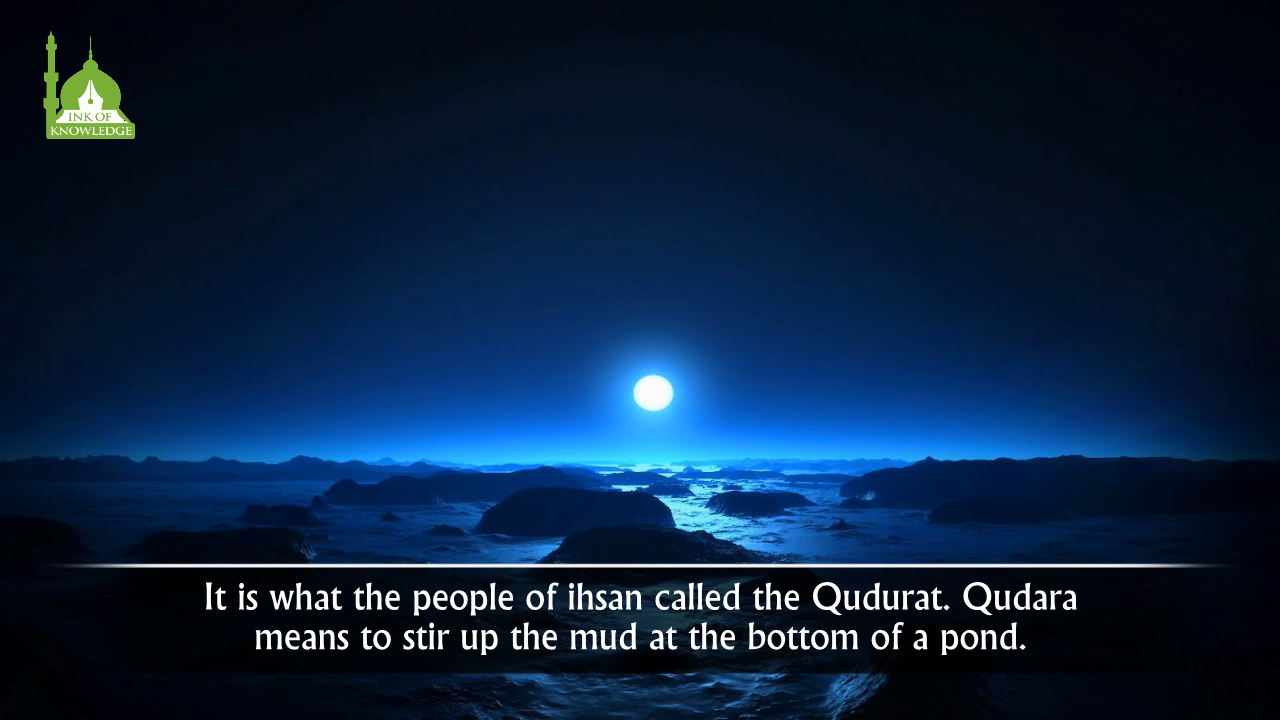 INK OF
KNOWLEDGE
It is what the people of ihsan called the Qudurat. Qudara
means to stir up the mud at the bottom of a pond.